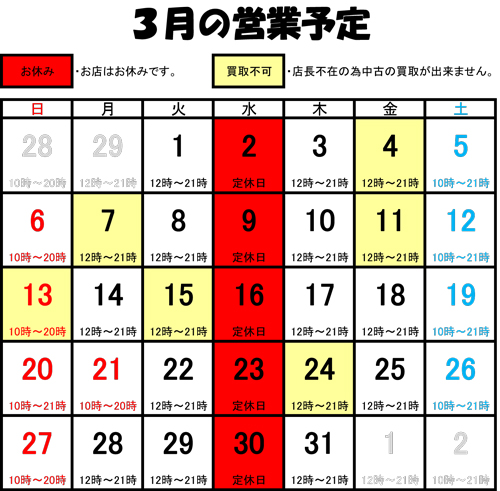 3月の営業予定
お休み ・お店はお休みです。 買取不可 ・店長不在の為中古の買取が出来ません。
日 月 火 水 木 金 土
28 29 1 2 3 4 5
10時～20時 12時～21時 12時～21時 定休日 12時～21時 12時～21時 10時～21時
6 7 8 9 10 11 12
10時～20時 12時～21時 12時～21時 定休日 12時～21時 12時～21時 10時～21時
13 14 15 16 17 18 19
10時～20時 12時～21時 12時～21時 定休日 12時～21時 12時～21時 10時～21時
20 21 22 23 24 25 26
10時～21時 10時～20時 12時～21時 定休日 12時～21時 12時～21時 10時～21時
27 28 29 30 31 1 2
10時～20時 12時～21時 12時～21時 定休日 12時～21時 12時～21時 10時～21時